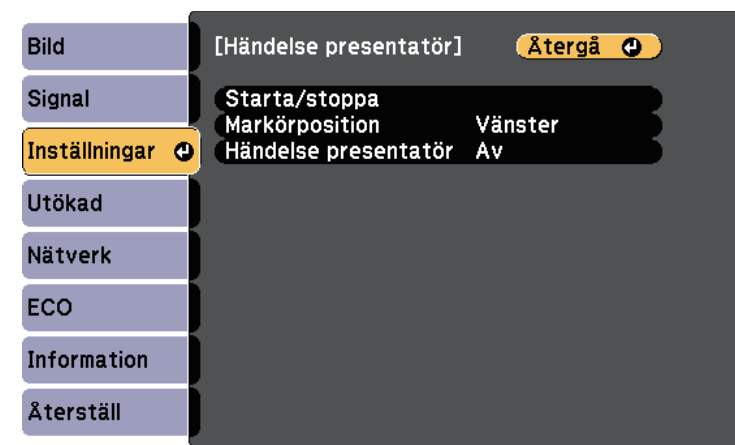 Bild
Signal
Inställningar
Utökad
Nätverk
ECO
Information
Återställ
[Händelse presentatör] Återgå
Starta/stoppa
Markörposition Vänster
Händelse presentatör Av